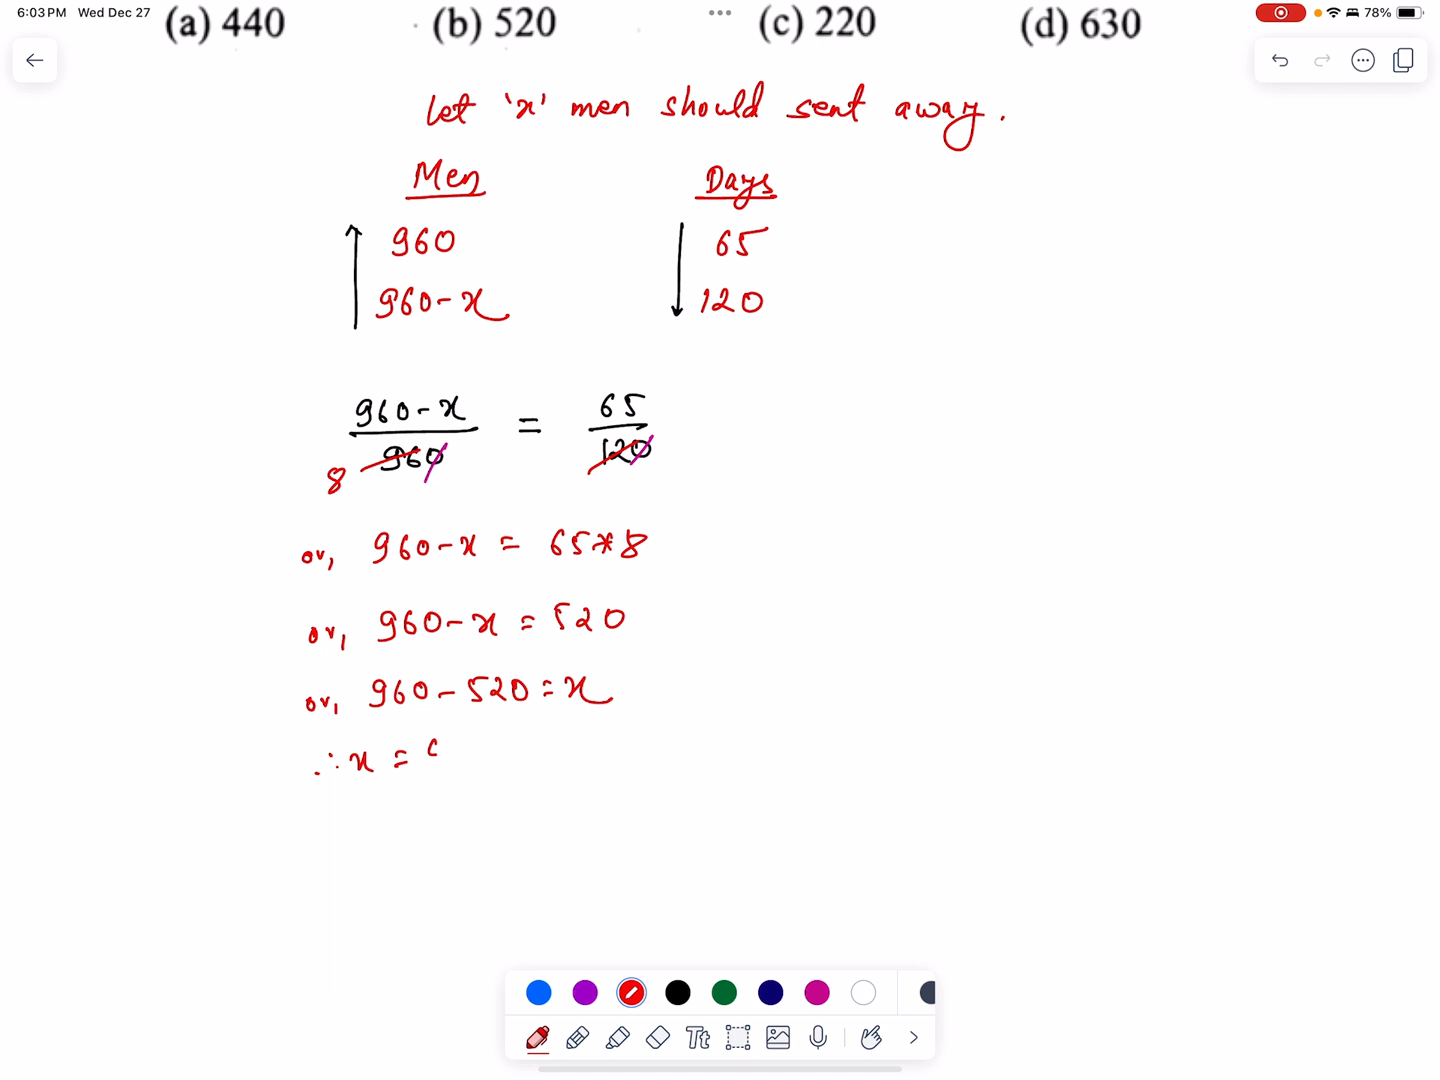 6:03 PM Wed Dec 27
78%
(a) 440 (b) 520 (c) 220 (d) 630
Let 'x' men should sent away.
Men Days
960 65
960-x 120
960-x / 960 = 65 / 120
8
or, 960-x = 65*8
or, 960-x = 520
or, 960-520=x
∴x =
Tt